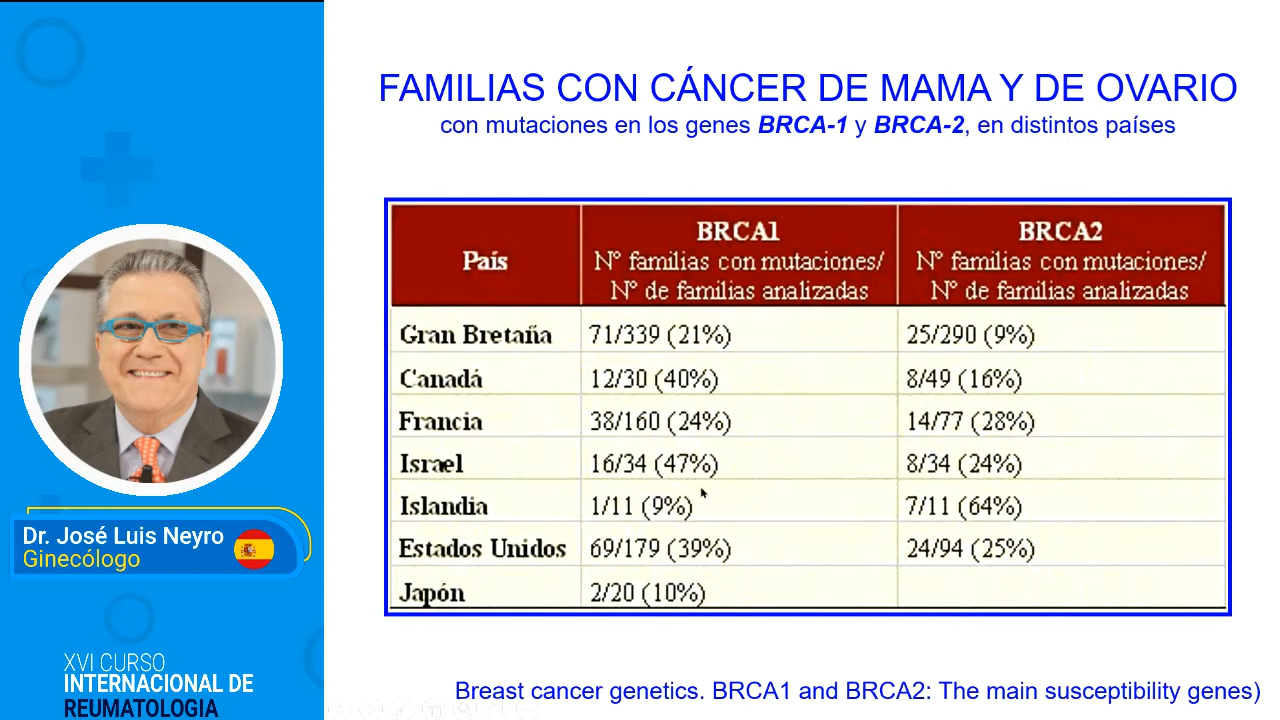 FAMILIAS CON CÁNCER DE MAMA Y DE OVARIO
con mutaciones en los genes BRCA-1 y BRCA-2, en distintos países
País
BRCA1
Nº familias con mutaciones/
Nº de familias analizadas
BRCA2
Nº familias con mutaciones/
Nº de familias analizadas
Gran Bretaña 71/339 (21%) 25/290 (9%)
Canadá 12/30 (40%) 8/49 (16%)
Francia 38/160 (24%) 14/77 (28%)
Israel 16/34 (47%) 8/34 (24%)
Islandia 1/11 (9%) 7/11 (64%)
Estados Unidos 69/179 (39%) 24/94 (25%)
Japón 2/20 (10%)
Breast cancer genetics. BRCA1 and BRCA2: The main susceptibility genes)
Dr. José Luis Neyro
Ginecólogo
XVI CURSO
INTERNACIONAL DE
REUMATOLOGIA